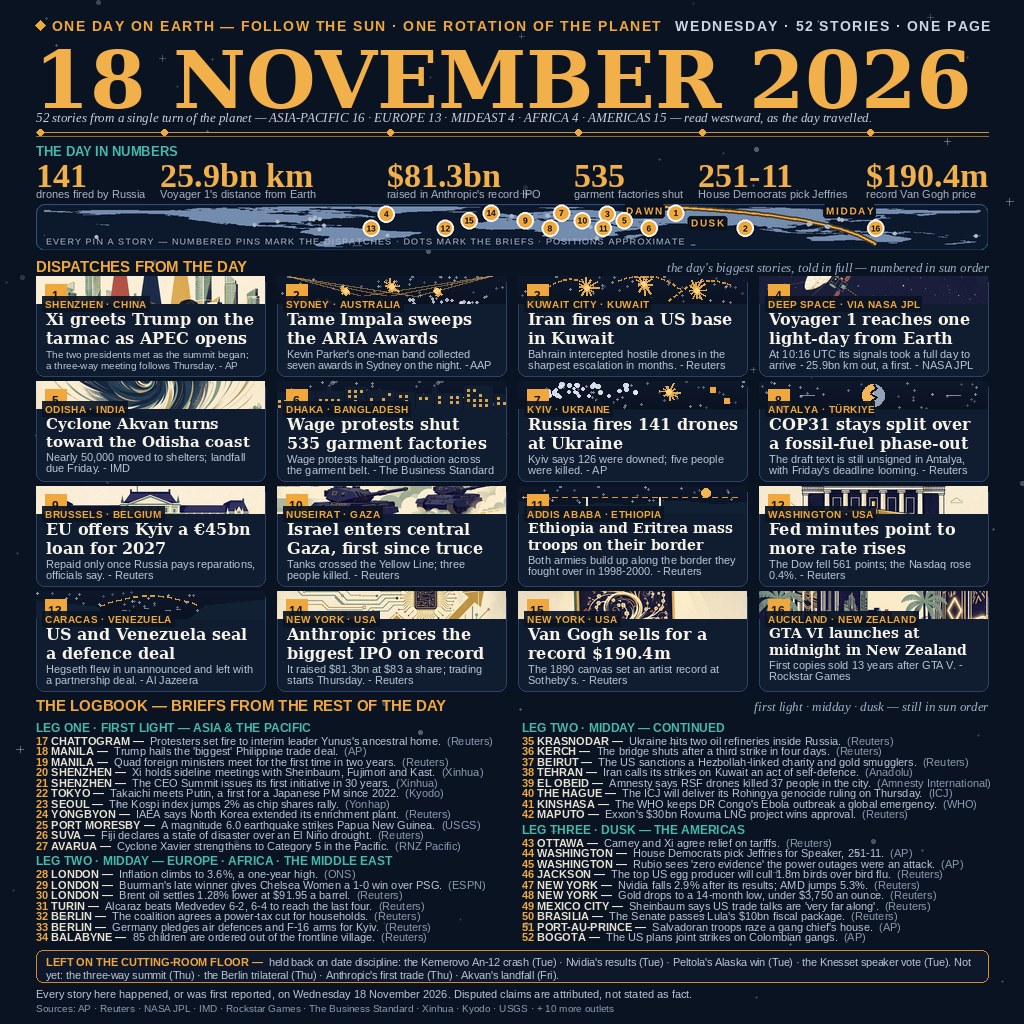 ONE DAY ON EARTH — FOLLOW THE SUN · ONE ROTATION OF THE PLANET
WEDNESDAY · 52 STORIES · ONE PAGE
18 NOVEMBER 2026
52 stories from a single turn of the planet — ASIA-PACIFIC 16 · EUROPE 13 · MIDEAST 4 · AFRICA 4 · AMERICAS 15 — read westward, as the day travelled.
THE DAY IN NUMBERS
141
drones fired by Russia
25.9bn km
Voyager 1's distance from Earth
$81.3bn
raised in Anthropic's record IPO
535
garment factories shut
251-11
House Democrats pick Jeffries
$190.4m
record Van Gogh price
DAWN
DUSK
MIDDAY
4
13
12
15
14
9
7
8
10
3
11
5
6
1
2
16
EVERY PIN A STORY — NUMBERED PINS MARK THE DISPATCHES · DOTS MARK THE BRIEFS · POSITIONS APPROXIMATE
DISPATCHES FROM THE DAY
the day's biggest stories, told in full — numbered in sun order
1
SHENZHEN · CHINA
Xi greets Trump on the
tarmac as APEC opens
The two presidents met as the summit began;
a three-way meeting follows Thursday. - AP
2
SYDNEY · AUSTRALIA
Tame Impala sweeps
the ARIA Awards
Kevin Parker's one-man band collected
seven awards in Sydney on the night. - AAP
3
KUWAIT CITY · KUWAIT
Iran fires on a US base
in Kuwait
Bahrain intercepted hostile drones in the
sharpest escalation in months. - Reuters
4
DEEP SPACE · VIA NASA JPL
Voyager 1 reaches one
light-day from Earth
At 10:16 UTC its signals took a full day to
arrive - 25.9bn km out, a first. - NASA JPL
5
ODISHA · INDIA
Cyclone Akvan turns
toward the Odisha coast
Nearly 50,000 moved to shelters; landfall
due Friday. - IMD
6
DHAKA · BANGLADESH
Wage protests shut
535 garment factories
Wage protests halted production across
the garment belt. - The Business Standard
7
KYIV · UKRAINE
Russia fires 141 drones
at Ukraine
Kyiv says 126 were downed; five people
were killed. - AP
8
ANTALYA · TÜRKIYE
COP31 stays split over
a fossil-fuel phase-out
The draft text is still unsigned in Antalya,
with Friday's deadline looming. - Reuters
9
BRUSSELS · BELGIUM
EU offers Kyiv a €45bn
loan for 2027
Repaid only once Russia pays reparations,
officials say. - Reuters
10
NUSEIRAT · GAZA
Israel enters central
Gaza, first since truce
Tanks crossed the Yellow Line; three
people killed. - Reuters
11
ADDIS ABABA · ETHIOPIA
Ethiopia and Eritrea mass
troops on their border
Both armies build up along the border they
fought over in 1998-2000. - Reuters
12
WASHINGTON · USA
Fed minutes point to
more rate rises
The Dow fell 561 points; the Nasdaq rose
0.4%. - Reuters
13
CARACAS · VENEZUELA
US and Venezuela seal
a defence deal
Hegseth flew in unannounced and left with
a partnership deal. - Al Jazeera
14
NEW YORK · USA
Anthropic prices the
biggest IPO on record
It raised $81.3bn at $83 a share; trading
starts Thursday. - Reuters
15
NEW YORK · USA
Van Gogh sells for a
record $190.4m
The 1890 canvas set an artist record at
Sotheby's. - Reuters
16
AUCKLAND · NEW ZEALAND
GTA VI launches at
midnight in New Zealand
First copies sold 13 years after GTA V. -
Rockstar Games
THE LOGBOOK — BRIEFS FROM THE REST OF THE DAY
first light · midday · dusk — still in sun order
LEG ONE · FIRST LIGHT — ASIA & THE PACIFIC
17 CHATTOGRAM — Protesters set fire to interim leader Yunus's ancestral home. (Reuters)
18 MANILA — Trump hails the 'biggest' Philippine trade deal. (AP)
19 MANILA — Quad foreign ministers meet for the first time in two years. (Reuters)
20 SHENZHEN — Xi holds sideline meetings with Sheinbaum, Fujimori and Kast. (Xinhua)
21 SHENZHEN — The CEO Summit issues its first initiative in 30 years. (Xinhua)
22 TOKYO — Takaichi meets Putin, a first for a Japanese PM since 2022. (Kyodo)
23 SEOUL — The Kospi index jumps 2% as chip shares rally. (Yonhap)
24 YONGBYON — IAEA says North Korea extended its enrichment plant. (Reuters)
25 PORT MORESBY — A magnitude 6.0 earthquake strikes Papua New Guinea. (USGS)
26 SUVA — Fiji declares a state of disaster over an El Niño drought. (Reuters)
27 AVARUA — Cyclone Xavier strengthens to Category 5 in the Pacific. (RNZ Pacific)
LEG TWO · MIDDAY — EUROPE · AFRICA · THE MIDDLE EAST
28 LONDON — Inflation climbs to 3.6%, a one-year high. (ONS)
29 LONDON — Buurman's late winner gives Chelsea Women a 1-0 win over PSG. (ESPN)
30 LONDON — Brent oil settles 1.28% lower at $91.95 a barrel. (Reuters)
31 TURIN — Alcaraz beats Medvedev 6-2, 6-4 to reach the last four. (Reuters)
32 BERLIN — The coalition agrees a power-tax cut for households. (Reuters)
33 BERLIN — Germany pledges air defences and F-16 arms for Kyiv. (Reuters)
34 BALABYNE — 85 children are ordered out of the frontline village. (Reuters)
LEG TWO · MIDDAY — CONTINUED
35 KRASNODAR — Ukraine hits two oil refineries inside Russia. (Reuters)
36 KERCH — The bridge shuts after a third strike in four days. (Reuters)
37 BEIRUT — The US sanctions a Hezbollah-linked charity and gold smugglers. (Reuters)
38 TEHRAN — Iran calls its strikes on Kuwait an act of self-defence. (Anadolu)
39 EL OBEID — Amnesty says RSF drones killed 37 people in the city. (Amnesty International)
40 THE HAGUE — The ICJ will deliver its Rohingya genocide ruling on Thursday. (ICJ)
41 KINSHASA — The WHO keeps DR Congo's Ebola outbreak a global emergency. (WHO)
42 MAPUTO — Exxon's $30bn Rovuma LNG project wins approval. (Reuters)
LEG THREE · DUSK — THE AMERICAS
43 OTTAWA — Carney and Xi agree relief on tariffs. (Reuters)
44 WASHINGTON — House Democrats pick Jeffries for Speaker, 251-11. (AP)
45 WASHINGTON — Rubio sees 'zero evidence' the power outages were an attack. (AP)
46 JACKSON — The top US egg producer will cull 1.8m birds over bird flu. (Reuters)
47 NEW YORK — Nvidia falls 2.9% after its results; AMD jumps 5.3%. (Reuters)
48 NEW YORK — Gold drops to a 14-month low, under $3,750 an ounce. (Reuters)
49 MEXICO CITY — Sheinbaum says US trade talks are 'very far along'. (Reuters)
50 BRASILIA — The Senate passes Lula's $10bn fiscal package. (Reuters)
51 PORT-AU-PRINCE — Salvadoran troops raze a gang chief's house. (AP)
52 BOGOTA — The US plans joint strikes on Colombian gangs. (AP)
LEFT ON THE CUTTING-ROOM FLOOR — held back on date discipline: the Kemerovo An-12 crash (Tue) · Nvidia's results (Tue) · Peltola's Alaska win (Tue) · the Knesset speaker vote (Tue). Not
yet: the three-way summit (Thu) · the Berlin trilateral (Thu) · Anthropic's first trade (Thu) · Akvan's landfall (Fri).
Every story here happened, or was first reported, on Wednesday 18 November 2026. Disputed claims are attributed, not stated as fact.
Sources: AP · Reuters · NASA JPL · IMD · Rockstar Games · The Business Standard · Xinhua · Kyodo · USGS · + 10 more outlets